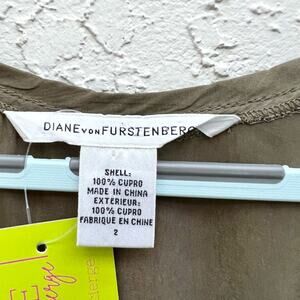 DIANE VON FURSTENBERG
SHELL:
100% CUPRO
MADE IN CHINA
EXTERIEUR:
100% CUPRO
FABRIQUE EN CHINE
2